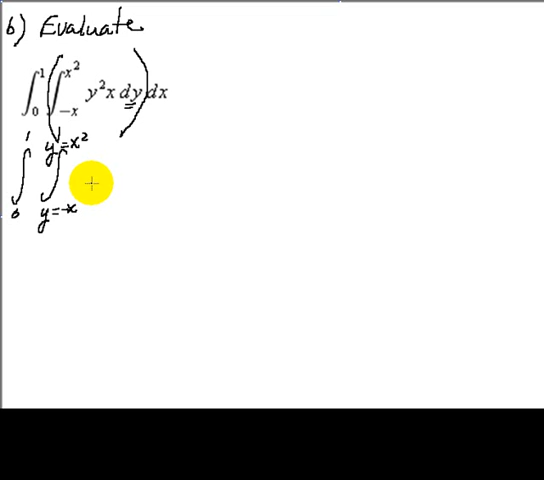 b) Evaluate
∫₀¹ (∫₋ₓ^{x²} y²x dy) dx
∫₀¹ ∫_{y=-x}^{y=x²}